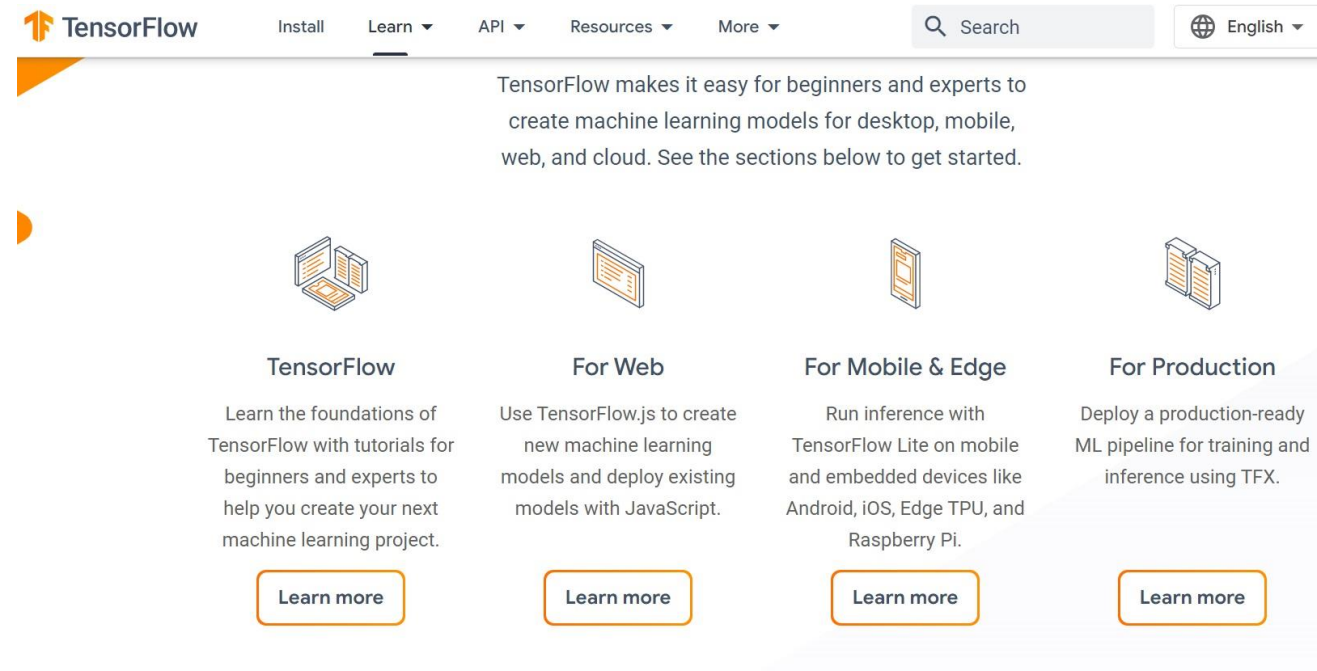 TensorFlow Install Learn API Resources More Search English
TensorFlow makes it easy for beginners and experts to
create machine learning models for desktop, mobile,
web, and cloud. See the sections below to get started.
TensorFlow
Learn the foundations of
TensorFlow with tutorials for
beginners and experts to
help you create your next
machine learning project.
Learn more
For Web
Use TensorFlow.js to create
new machine learning
models and deploy existing
models with JavaScript.
Learn more
For Mobile & Edge
Run inference with
TensorFlow Lite on mobile
and embedded devices like
Android, iOS, Edge TPU, and
Raspberry Pi.
Learn more
For Production
Deploy a production-ready
ML pipeline for training and
inference using TFX.
Learn more